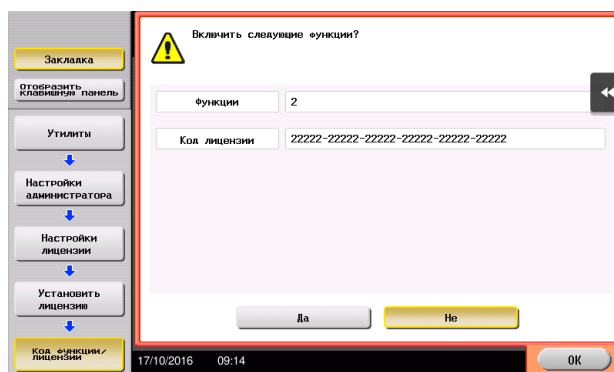 Закладка
Отобразить
клавишную панель
Утилиты
Настройки
администратора
Настройки
лицензии
Установить
лицензию
Код функции/
лицензии
Включить следующие функции?
Функции
2
Код лицензии
22222-22222-22222-22222-22222-22222
Да
Не
17/10/2016 09:14
OK